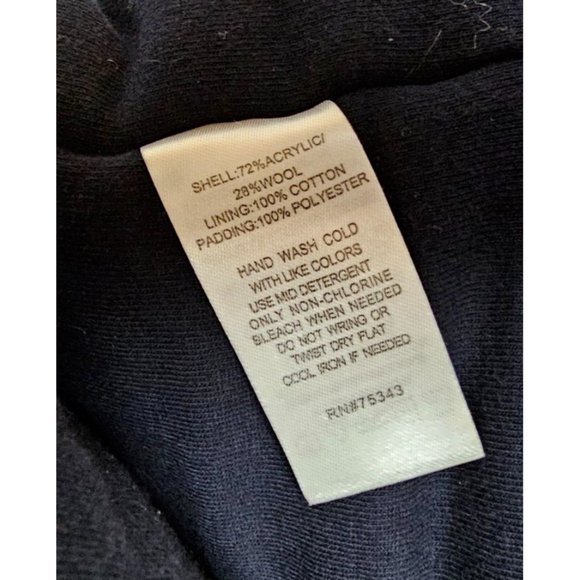 SHELL:72%ACRYLIC/
28%WOOL
LINING:100% COTTON
PADDING:100% POLYESTER
HAND WASH COLD
WITH LIKE COLORS
USE MID DETERGENT
ONLY NON-CHLORINE
BLEACH WHEN NEEDED
DO NOT WRING OR
TWIST DRY FLAT
COOL IRON IF NEEDED
RN#75343